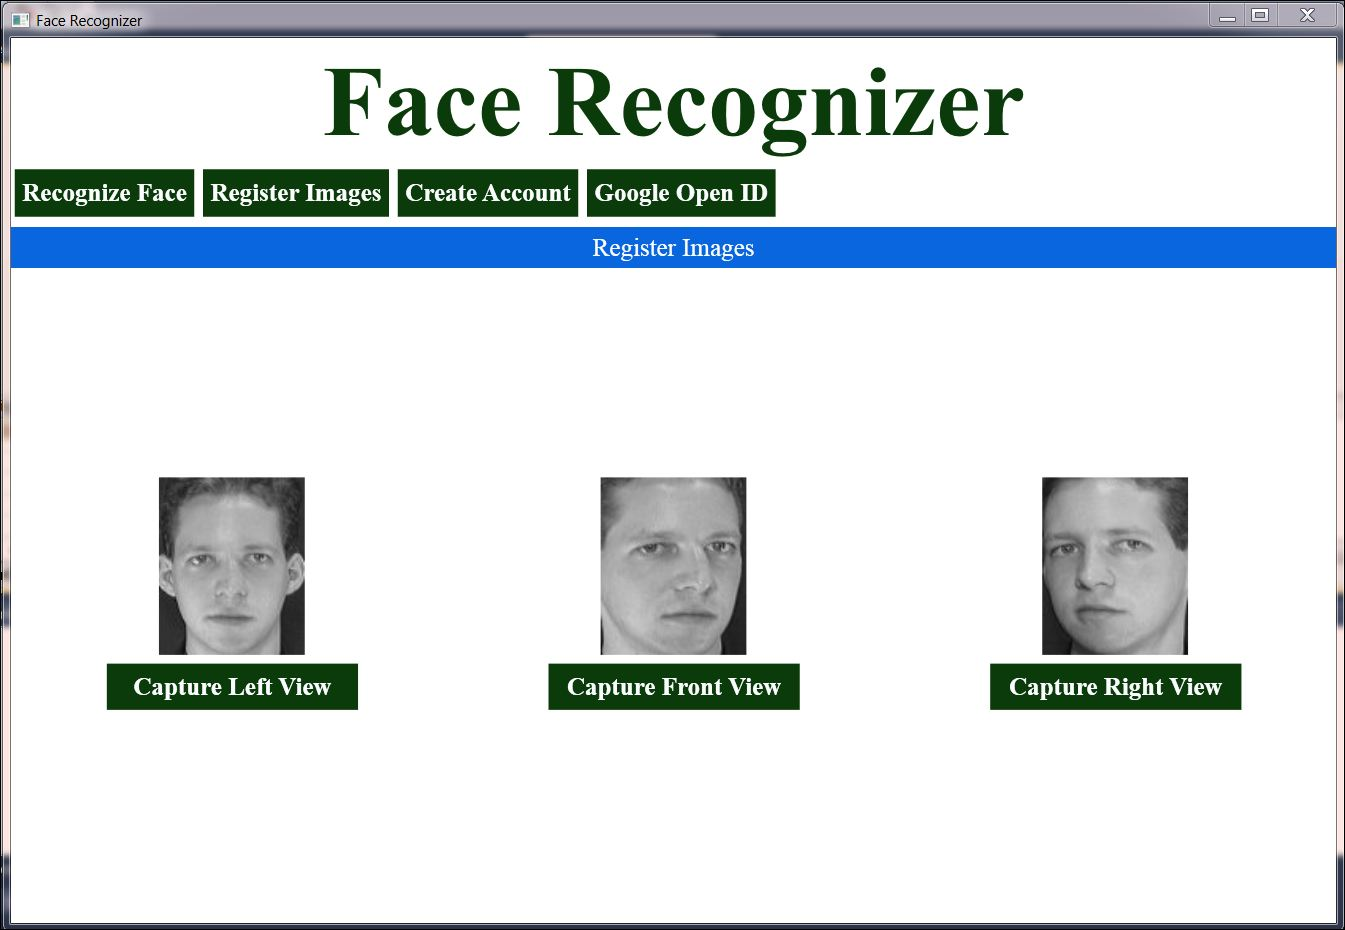 Face Recognizer
Face Recognizer
Recognize Face Register Images Create Account Google Open ID
Register Images
Capture Left View Capture Front View Capture Right View